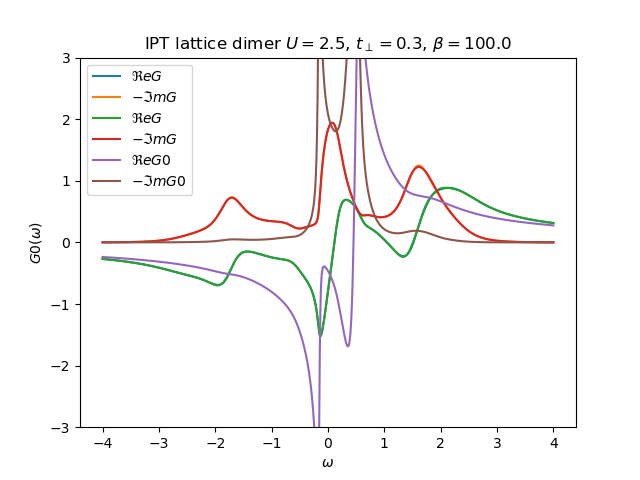 IPT lattice dimer U = 2.5, t⊥ = 0.3, β = 100.0
ℜeG
−ℑmG
ℜeG
−ℑmG
ℜeG0
−ℑmG0
G0(ω)
3
2
1
0
−1
−2
−3
−4
−3
−2
−1
0
1
2
3
4
ω